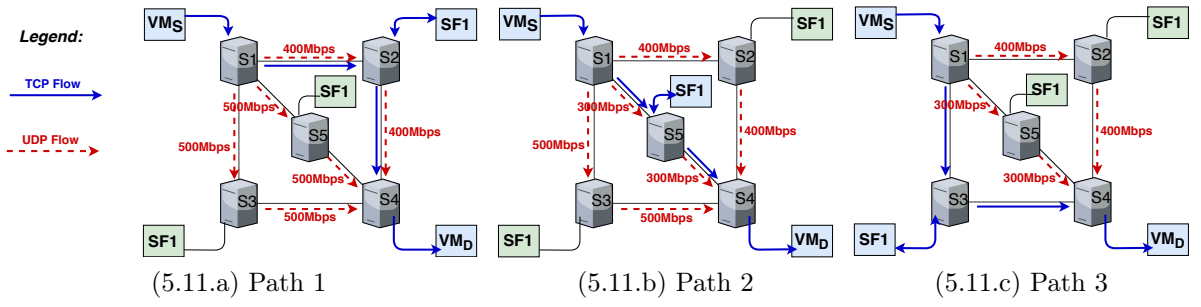 Legend:
TCP Flow
UDP Flow
VMS
SF1
400Mbps
S1
S2
500Mbps
SF1
S5
500Mbps
400Mbps
500Mbps
S3
S4
500Mbps
SF1
VMD
(5.11.a) Path 1
VMS
SF1
400Mbps
S1
S2
300Mbps
SF1
S5
500Mbps
400Mbps
300Mbps
S3
S4
500Mbps
SF1
VMD
(5.11.b) Path 2
VMS
SF1
400Mbps
S1
S2
300Mbps
SF1
S5
400Mbps
300Mbps
S3
S4
SF1
VMD
(5.11.c) Path 3